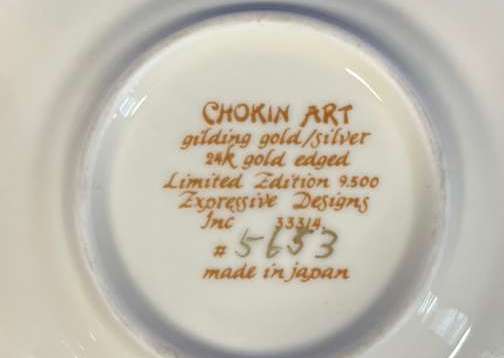 CHOKIN ART
gilding gold/silver
24k gold edged
Limited Edition 9.500
Expressive Designs
Inc 33314
# 5653
made in japan